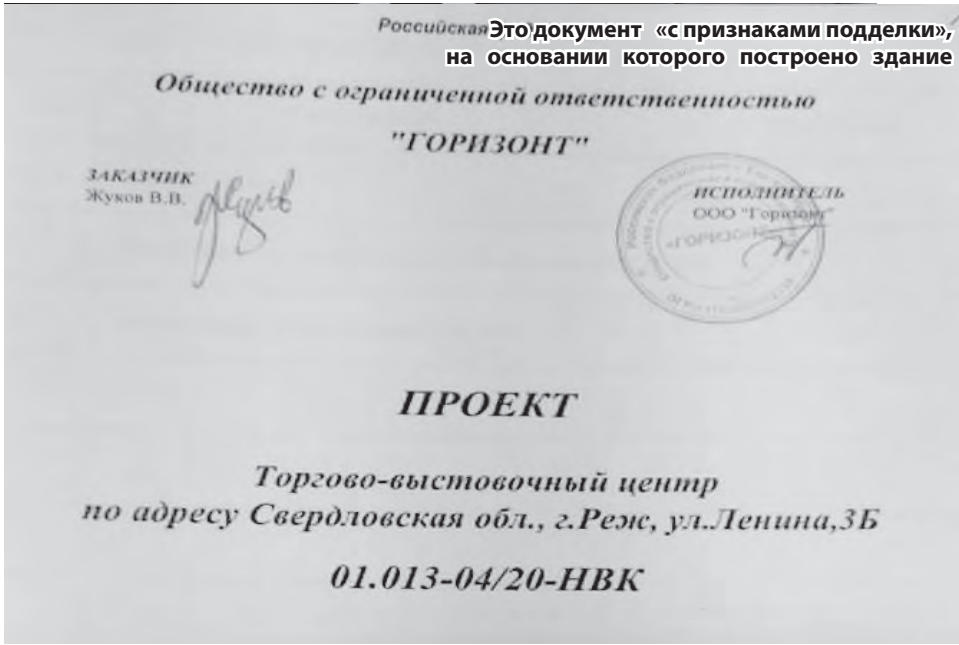 Российская
Это документ «с признаками подделки»,
на основании которого построено здание
Общество с ограниченной ответственностью
"ГОРИЗОНТ"
ЗАКАЗЧИК
Жуков В.В.
ИСПОЛНИТЕЛЬ
ООО "Горизонт"
«ГОРИЗОНТ»
ПРОЕКТ
Торгово-выстовочный центр
по адресу Свердловская обл., г.Реж, ул.Ленина,3Б
01.013-04/20-НВК